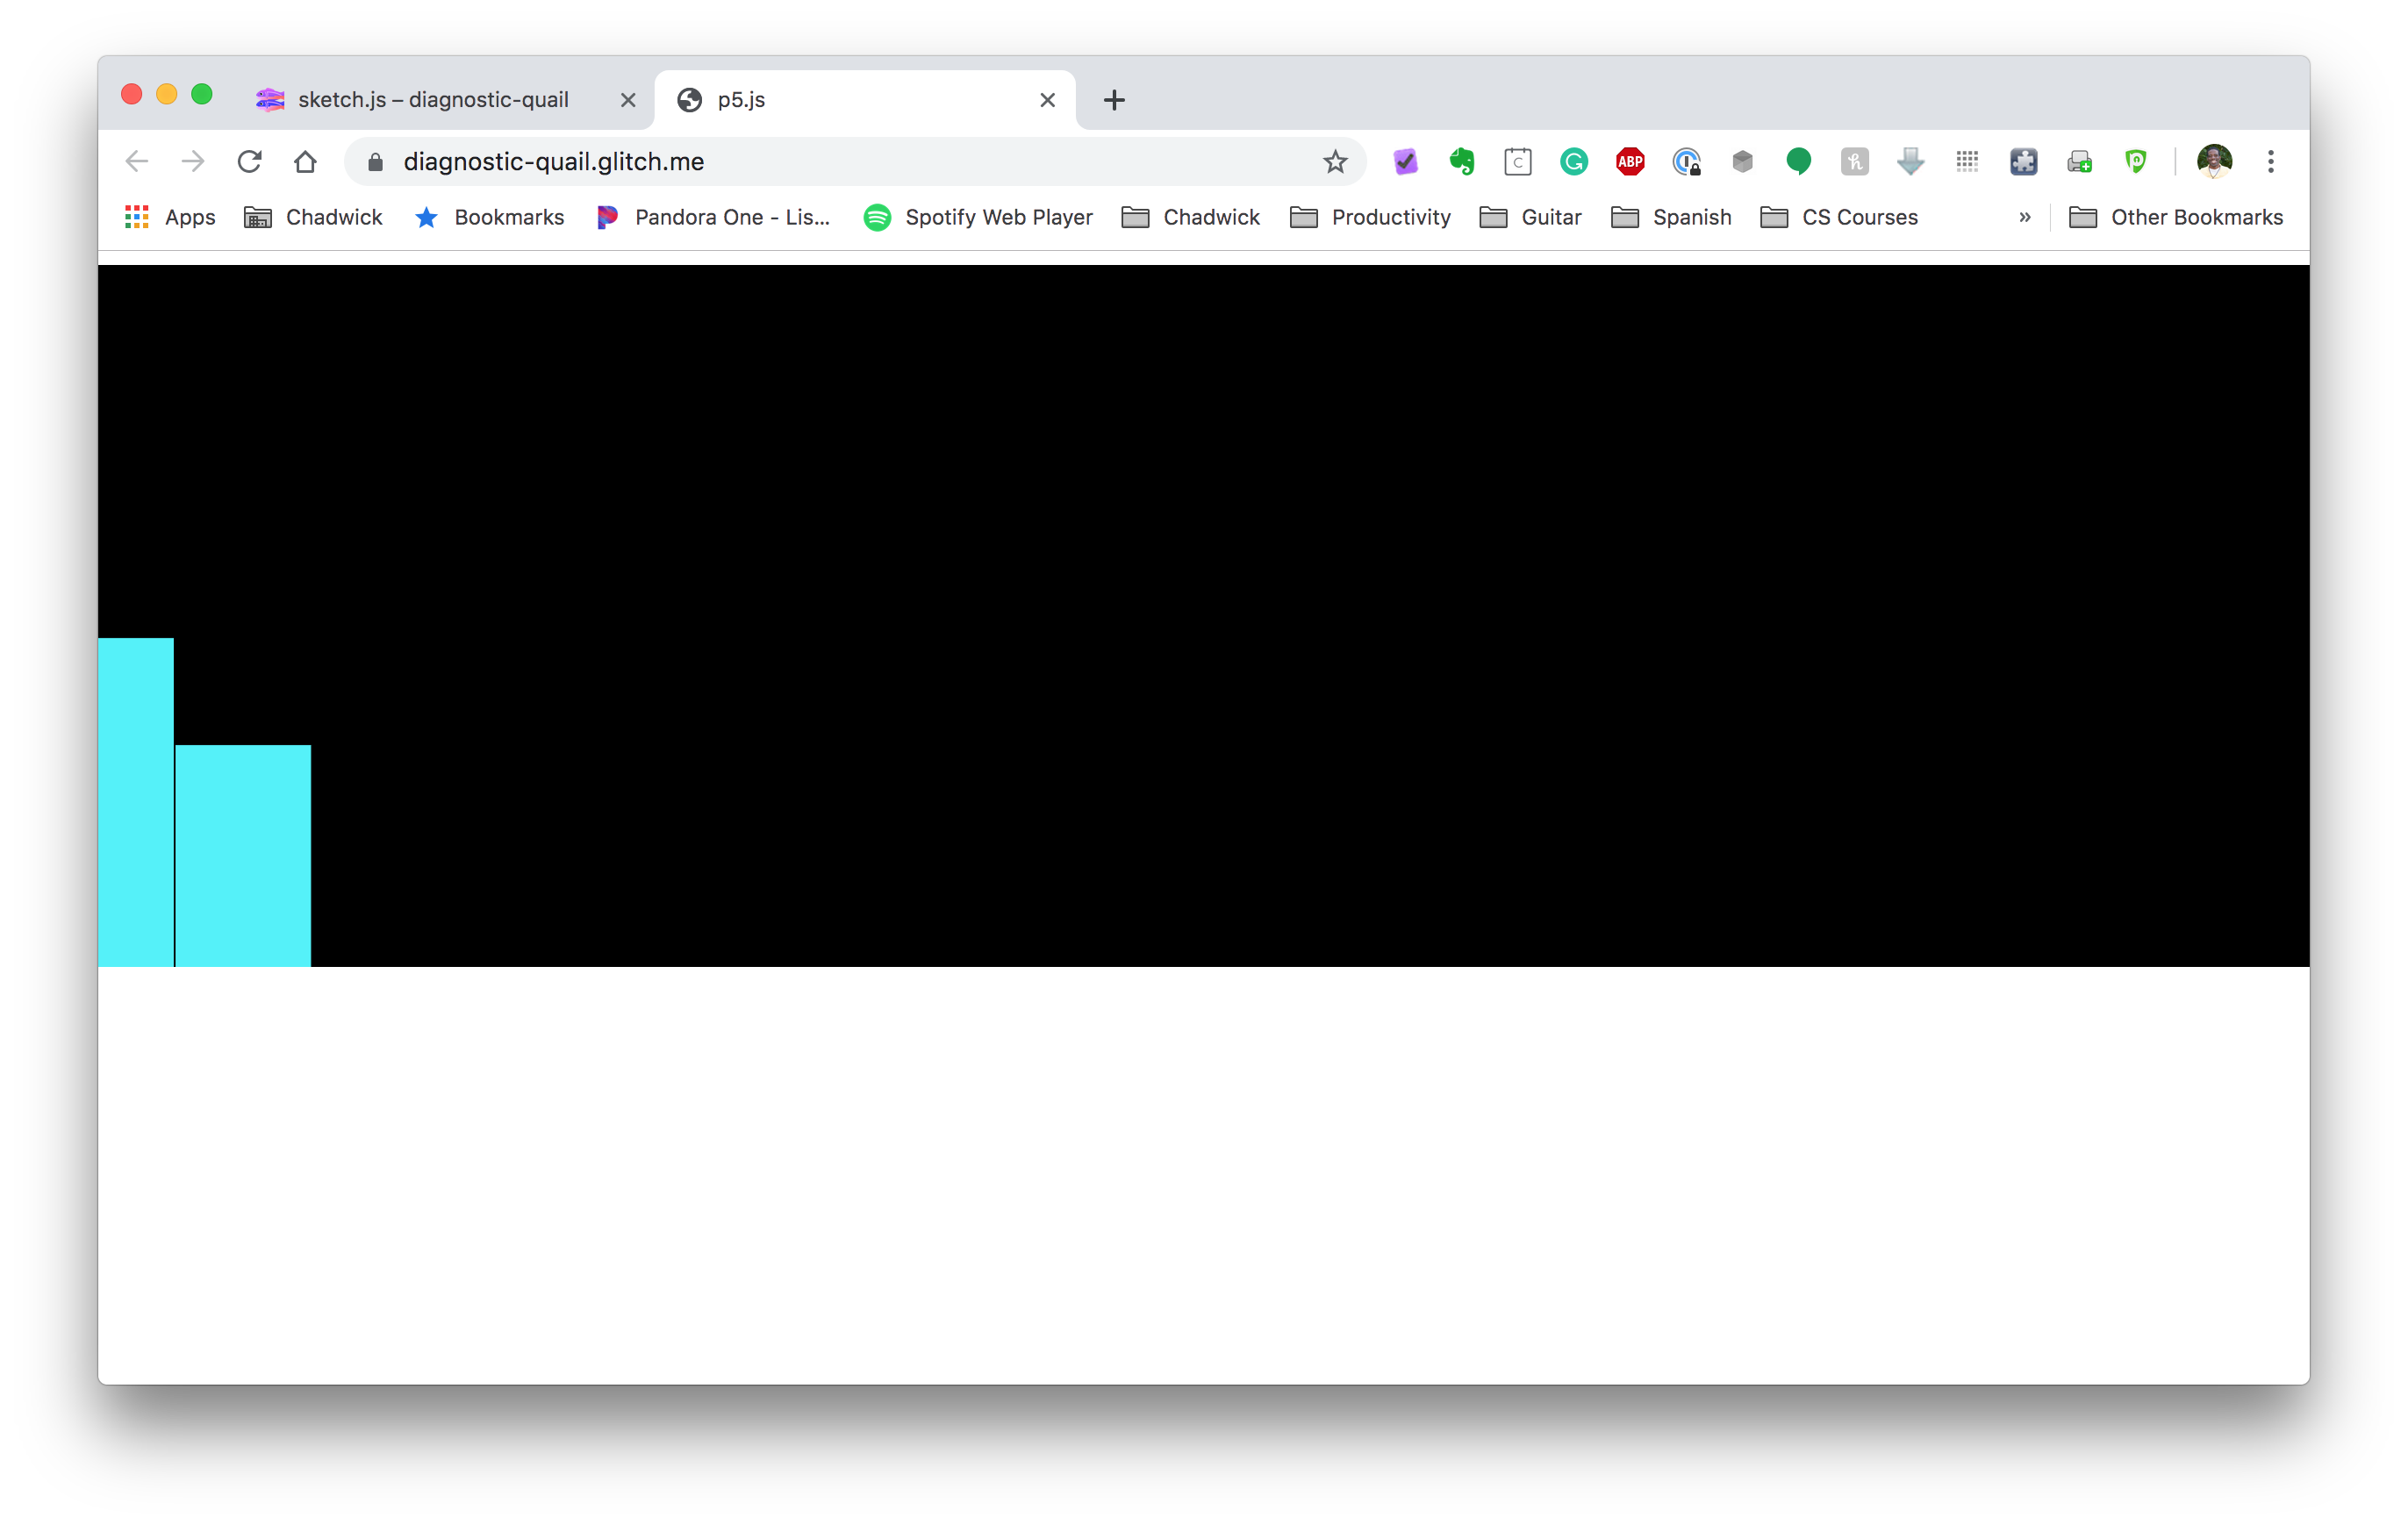 sketch.js – diagnostic-quail
p5.js
diagnostic-quail.glitch.me
C
ABP
Apps
Chadwick
Bookmarks
Pandora One - Lis...
Spotify Web Player
Chadwick
Productivity
Guitar
Spanish
CS Courses
»
Other Bookmarks